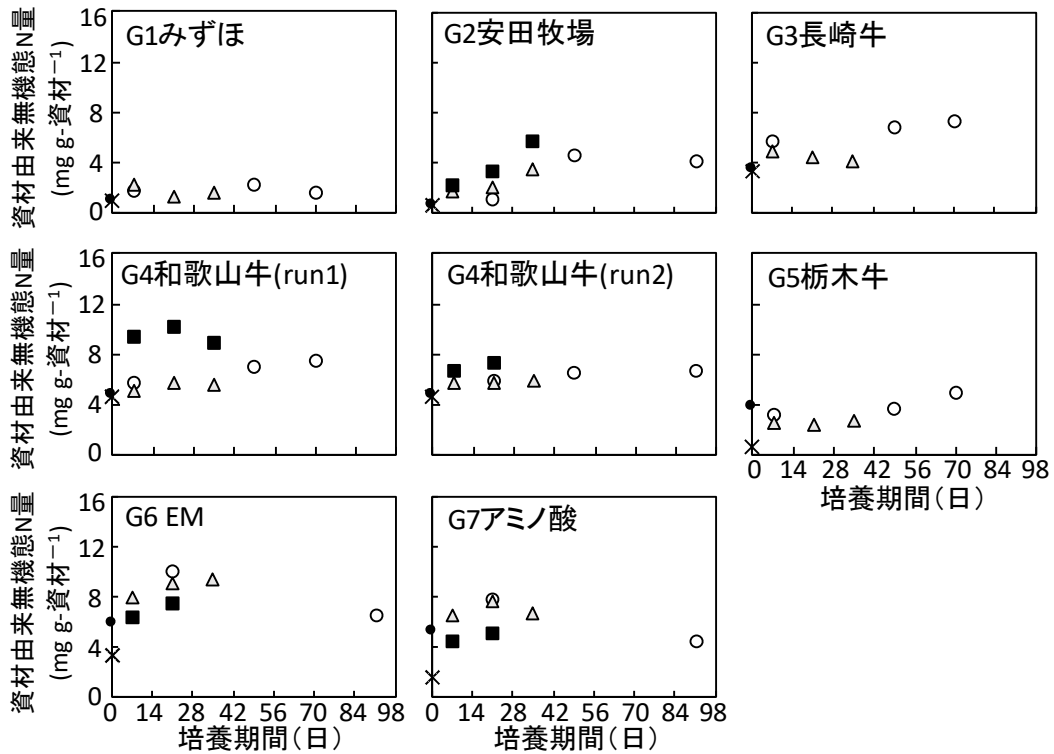 資材由来無機態N量
(mg g-資材⁻¹)
16
12
8
4
0
G1みずほ
G2安田牧場
G3長崎牛
資材由来無機態N量
(mg g-資材⁻¹)
16
12
8
4
0
G4和歌山牛(run1)
G4和歌山牛(run2)
G5栃木牛
0 14 28 42 56 70 84 98
培養期間(日)
資材由来無機態N量
(mg g-資材⁻¹)
16
12
8
4
0
G6 EM
G7アミノ酸
0 14 28 42 56 70 84 98
培養期間(日)
0 14 28 42 56 70 84 98
培養期間(日)